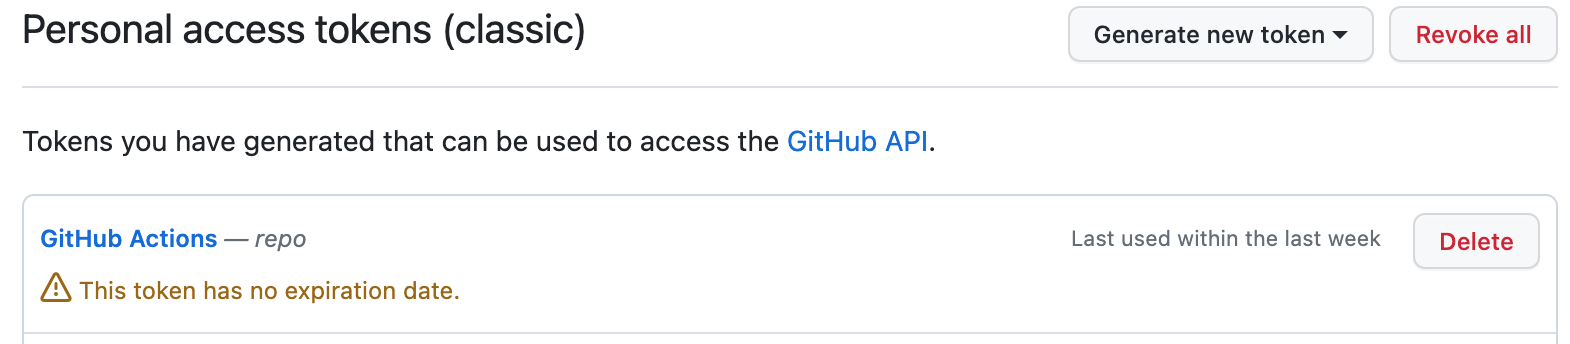 Personal access tokens (classic)
Generate new token
Revoke all
Tokens you have generated that can be used to access the GitHub API.
GitHub Actions — repo
Last used within the last week
Delete
This token has no expiration date.